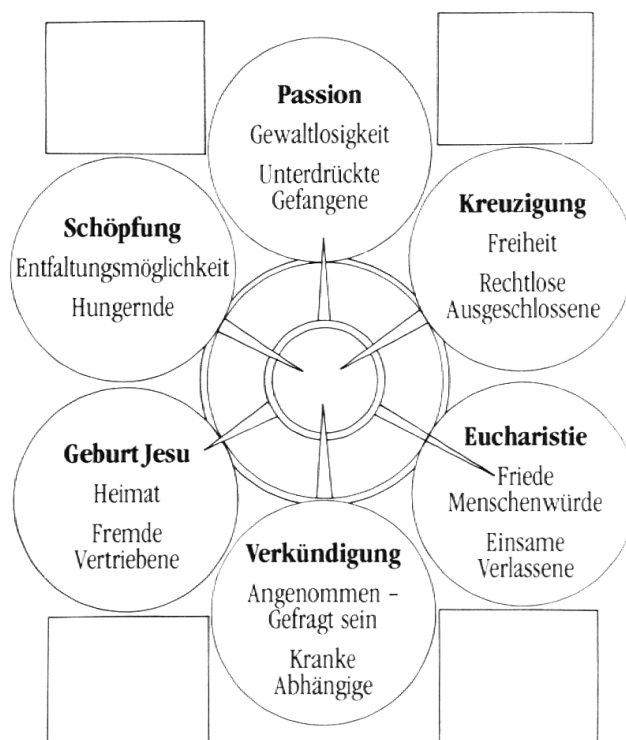 Passion
Gewaltlosigkeit
Unterdrückte
Gefangene
Schöpfung
Entfaltungsmöglichkeit
Hungernde
Kreuzigung
Freiheit
Rechtlose
Ausgeschlossene
Geburt Jesu
Heimat
Fremde
Vertriebene
Eucharistie
Friede
Menschenwürde
Einsame
Verlassene
Verkündigung
Angenommen –
Gefragt sein
Kranke
Abhängige